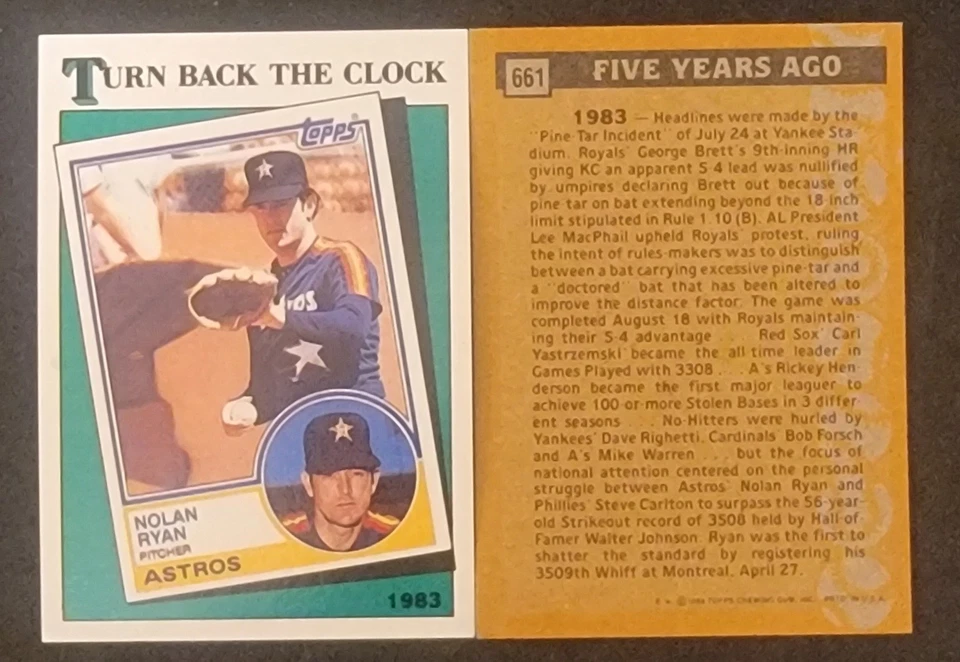 TURN BACK THE CLOCK
Topps
NOLAN
RYAN
PITCHER
ASTROS
1983
661
FIVE YEARS AGO
1983 — Headlines were made by the
"Pine-Tar Incident" of July 24 at Yankee Sta-
dium. Royals' George Brett's 9th-Inning HR
giving KC an apparent 5-4 lead was nullified
by umpires declaring Brett out because of
pine-tar on bat extending beyond the 18-inch
limit stipulated in Rule 1.10 (B). AL President
Lee MacPhail upheld Royals' protest, ruling
the intent of rules-makers was to distinguish
between a bat carrying excessive pine-tar and
a "doctored" bat that has been altered to
improve the distance factor. The game was
completed August 18 with Royals maintain-
ing their 5-4 advantage . . . . Red Sox' Carl
Yastrzemski became the all-time leader in
Games Played with 3308 . . . . A's Rickey Hen-
derson became the first major leaguer to
achieve 100-or-more Stolen Bases in 3 differ-
ent seasons . . . . No-Hitters were hurled by
Yankees' Dave Righetti, Cardinals' Bob Forsch
and A's Mike Warren . . . but the focus of
national attention centered on the personal
struggle between Astros' Nolan Ryan and
Phillies' Steve Carlton to surpass the 56-year-
old Strikeout record of 3508 held by Hall-of-
Famer Walter Johnson. Ryan was the first to
shatter the standard by registering his
3509th Whiff at Montreal, April 27.
© 1988 TOPPS CHEWING GUM, INC. PRTD. IN U.S.A.